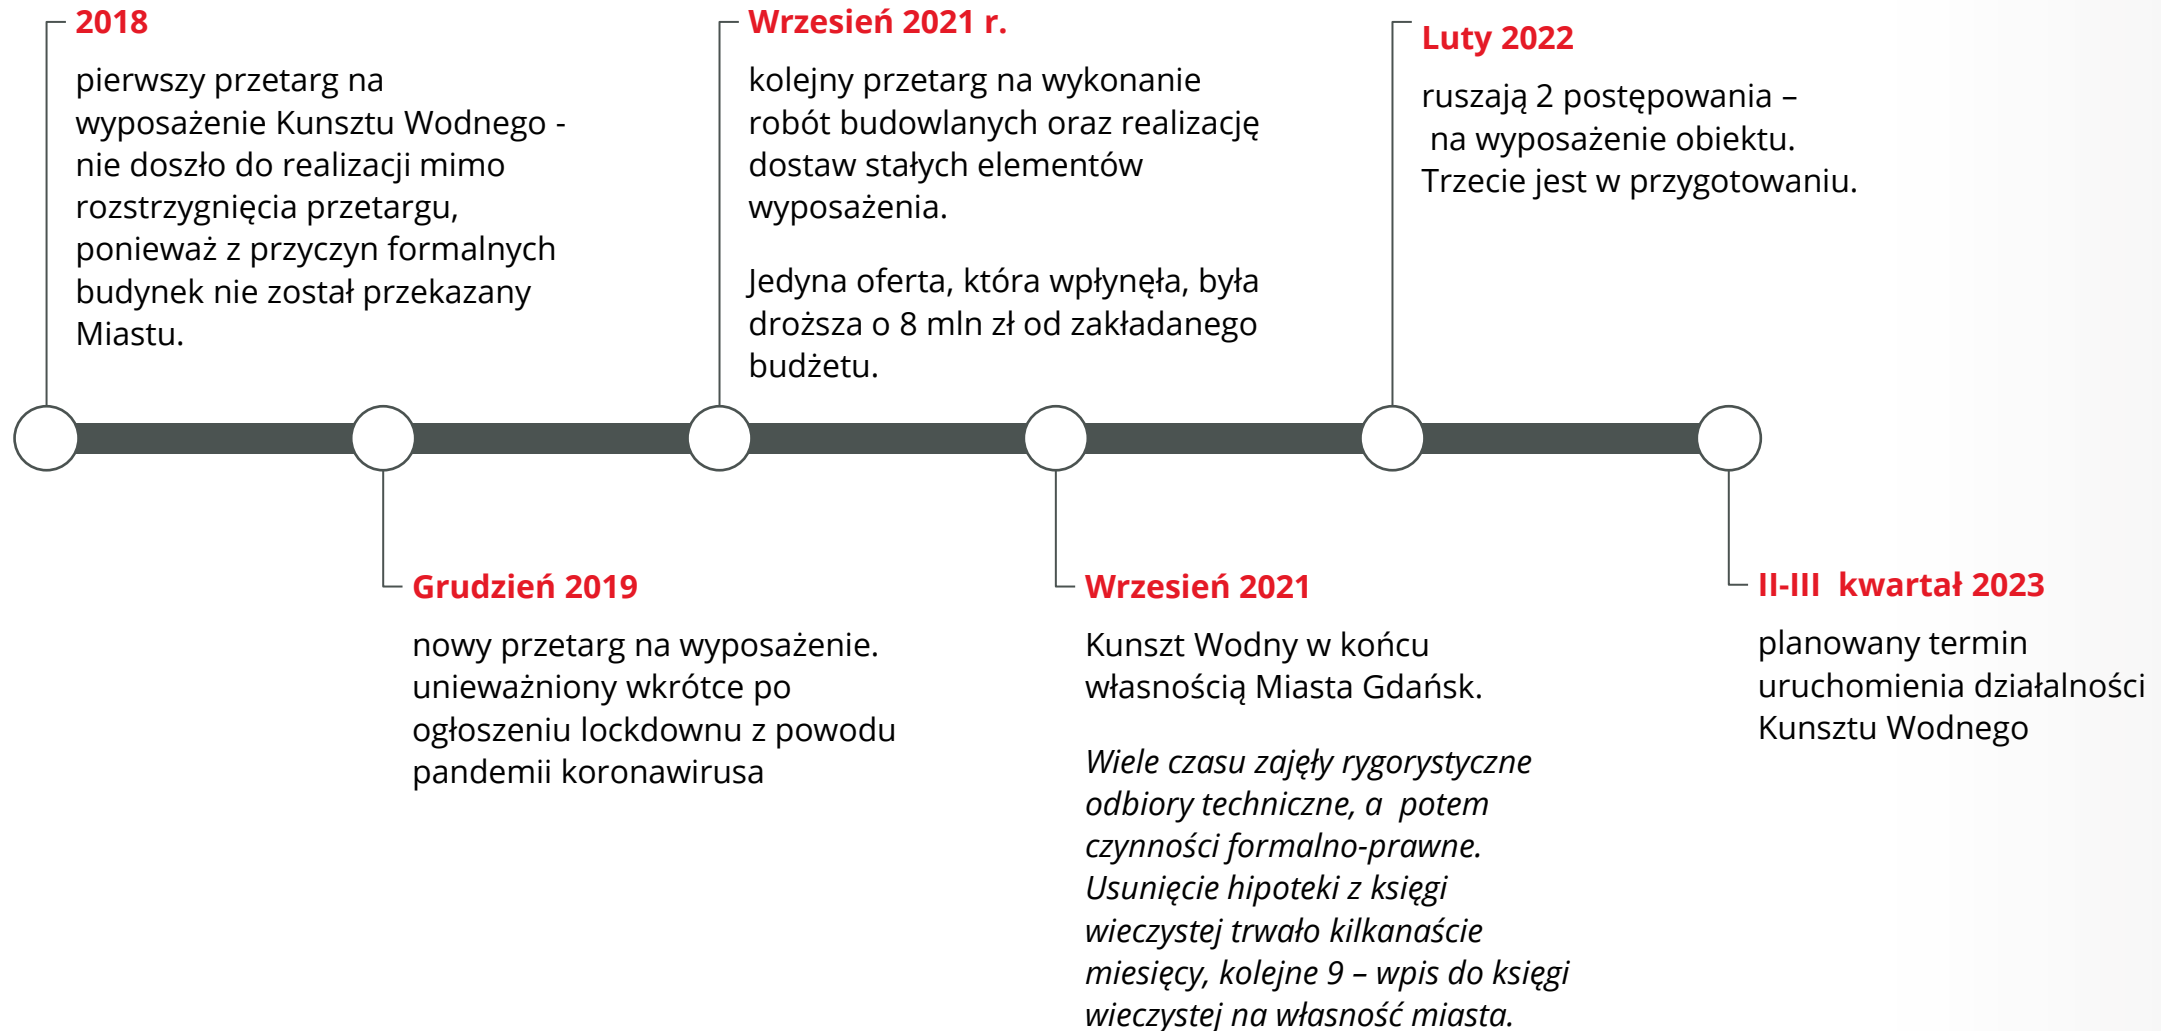 2018
pierwszy przetarg na
wyposażenie Kunsztu Wodnego -
nie doszło do realizacji mimo
rozstrzygnięcia przetargu,
ponieważ z przyczyn formalnych
budynek nie został przekazany
Miastu.
Grudzień 2019
nowy przetarg na wyposażenie.
unieważniony wkrótce po
ogłoszeniu lockdownu z powodu
pandemii koronawirusa
Wrzesień 2021 r.
kolejny przetarg na wykonanie
robót budowlanych oraz realizację
dostaw stałych elementów
wyposażenia.
Jedyna oferta, która wpłynęła, była
droższa o 8 mln zł od zakładanego
budżetu.
Wrzesień 2021
Kunszt Wodny w końcu
własnością Miasta Gdańsk.
Wiele czasu zajęły rygorystyczne
odbiory techniczne, a  potem
czynności formalno-prawne.
Usunięcie hipoteki z księgi
wieczystej trwało kilkanaście
miesięcy, kolejne 9 – wpis do księgi
wieczystej na własność miasta.
Luty 2022
ruszają 2 postępowania –
na wyposażenie obiektu.
Trzecie jest w przygotowaniu.
II-III  kwartał 2023
planowany termin
uruchomienia działalności
Kunsztu Wodnego